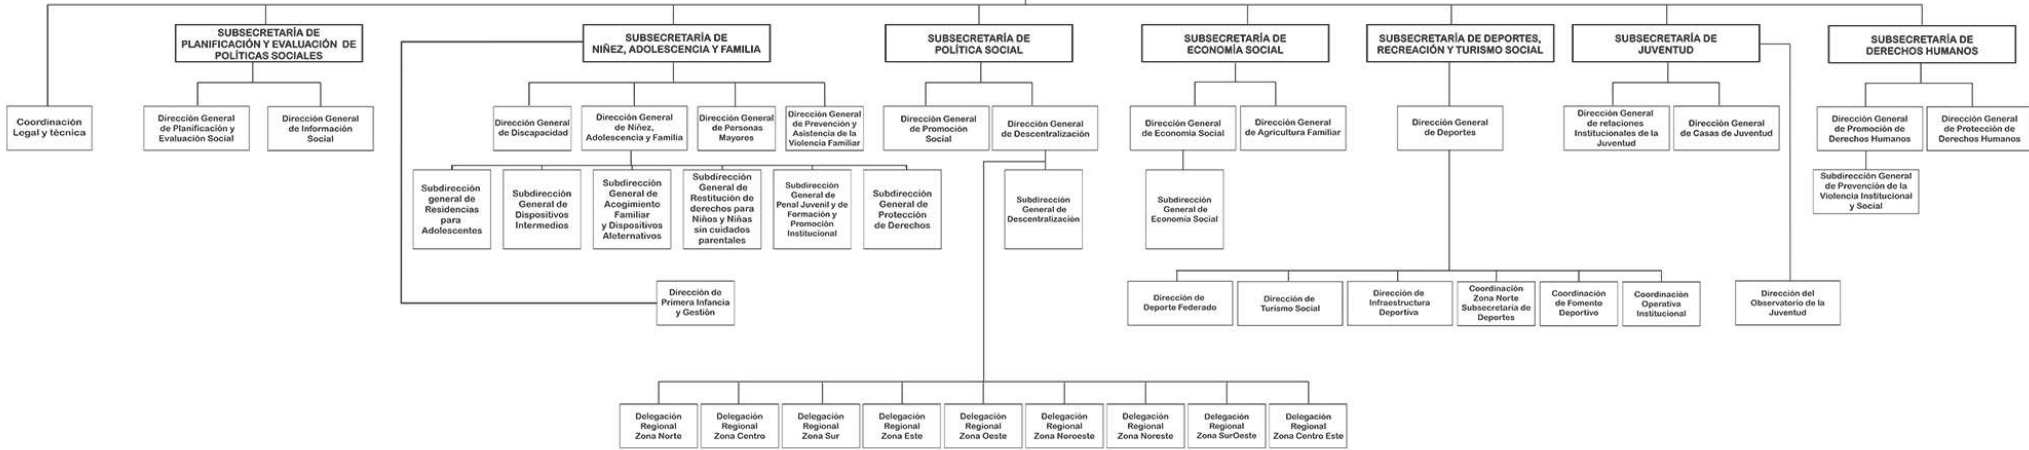 SUBSECRETARÍA DE
PLANIFICACIÓN Y EVALUACIÓN DE
POLÍTICAS SOCIALES
SUBSECRETARÍA DE
NIÑEZ, ADOLESCENCIA Y FAMILIA
SUBSECRETARÍA DE
POLÍTICA SOCIAL
SUBSECRETARÍA DE
ECONOMÍA SOCIAL
SUBSECRETARÍA DE DEPORTES,
RECREACIÓN Y TURISMO SOCIAL
SUBSECRETARÍA DE
JUVENTUD
SUBSECRETARÍA DE
DERECHOS HUMANOS
Coordinación
Legal y técnica
Dirección General
de Planificación y
Evaluación Social
Dirección General
de Información
Social
Dirección General
de Discapacidad
Dirección General
de Niñez,
Adolescencia y Familia
Dirección General
de Personas
Mayores
Dirección General
de Prevención y
Asistencia de la
Violencia Familiar
Dirección General
de Promoción
Social
Dirección General
de Descentralización
Dirección General
de Economía Social
Dirección General
de Agricultura Familiar
Dirección General
de Deportes
Dirección General
de relaciones
Institucionales de la
Juventud
Dirección General
de Casas de Juventud
Dirección General
de Promoción de
Derechos Humanos
Dirección General
de Protección de
Derechos Humanos
Subdirección
general de
Residencias
para
Adolescentes
Subdirección
General de
Dispositivos
Intermedios
Subdirección
General de
Acogimiento
Familiar
y Dispositivos
Aleternativos
Subdirección
General de
Restitución de
derechos para
Niños y Niñas
sin cuidados
parentales
Subdirección
General de
Penal Juvenil y de
Formación y
Promoción
Institucional
Subdirección
General de
Protección
de Derechos
Subdirección
General de
Descentralización
Subdirección
General de
Economía Social
Subdirección General
de Prevención de la
Violencia Institucional
y Social
Dirección de
Primera Infancia
y Gestión
Dirección de
Deporte Federado
Dirección de
Turismo Social
Dirección de
Infraestructura
Deportiva
Coordinación
Zona Norte
Subsecretaría de
Deportes
Coordinación
de Fomento
Deportivo
Coordinación
Operativa
Institucional
Dirección del
Observatorio de la
Juventud
Delegación
Regional
Zona Norte
Delegación
Regional
Zona Centro
Delegación
Regional
Zona Sur
Delegación
Regional
Zona Este
Delegación
Regional
Zona Oeste
Delegación
Regional
Zona Noroeste
Delegación
Regional
Zona Noreste
Delegación
Regional
Zona SurOeste
Delegación
Regional
Zona Centro Este